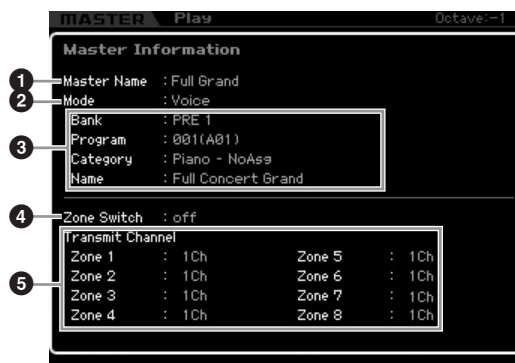 MASTER Play Octave:-1
Master Information
1 Master Name : Full Grand
2 Mode : Voice
Bank : PRE 1
3 Program : 001(A01)
Category : Piano - NoAsg
Name : Full Concert Grand
4 Zone Switch : off
Transmit Channel
Zone 1 : 1Ch Zone 5 : 1Ch
5 Zone 2 : 1Ch Zone 6 : 1Ch
Zone 3 : 1Ch Zone 7 : 1Ch
Zone 4 : 1Ch Zone 8 : 1Ch